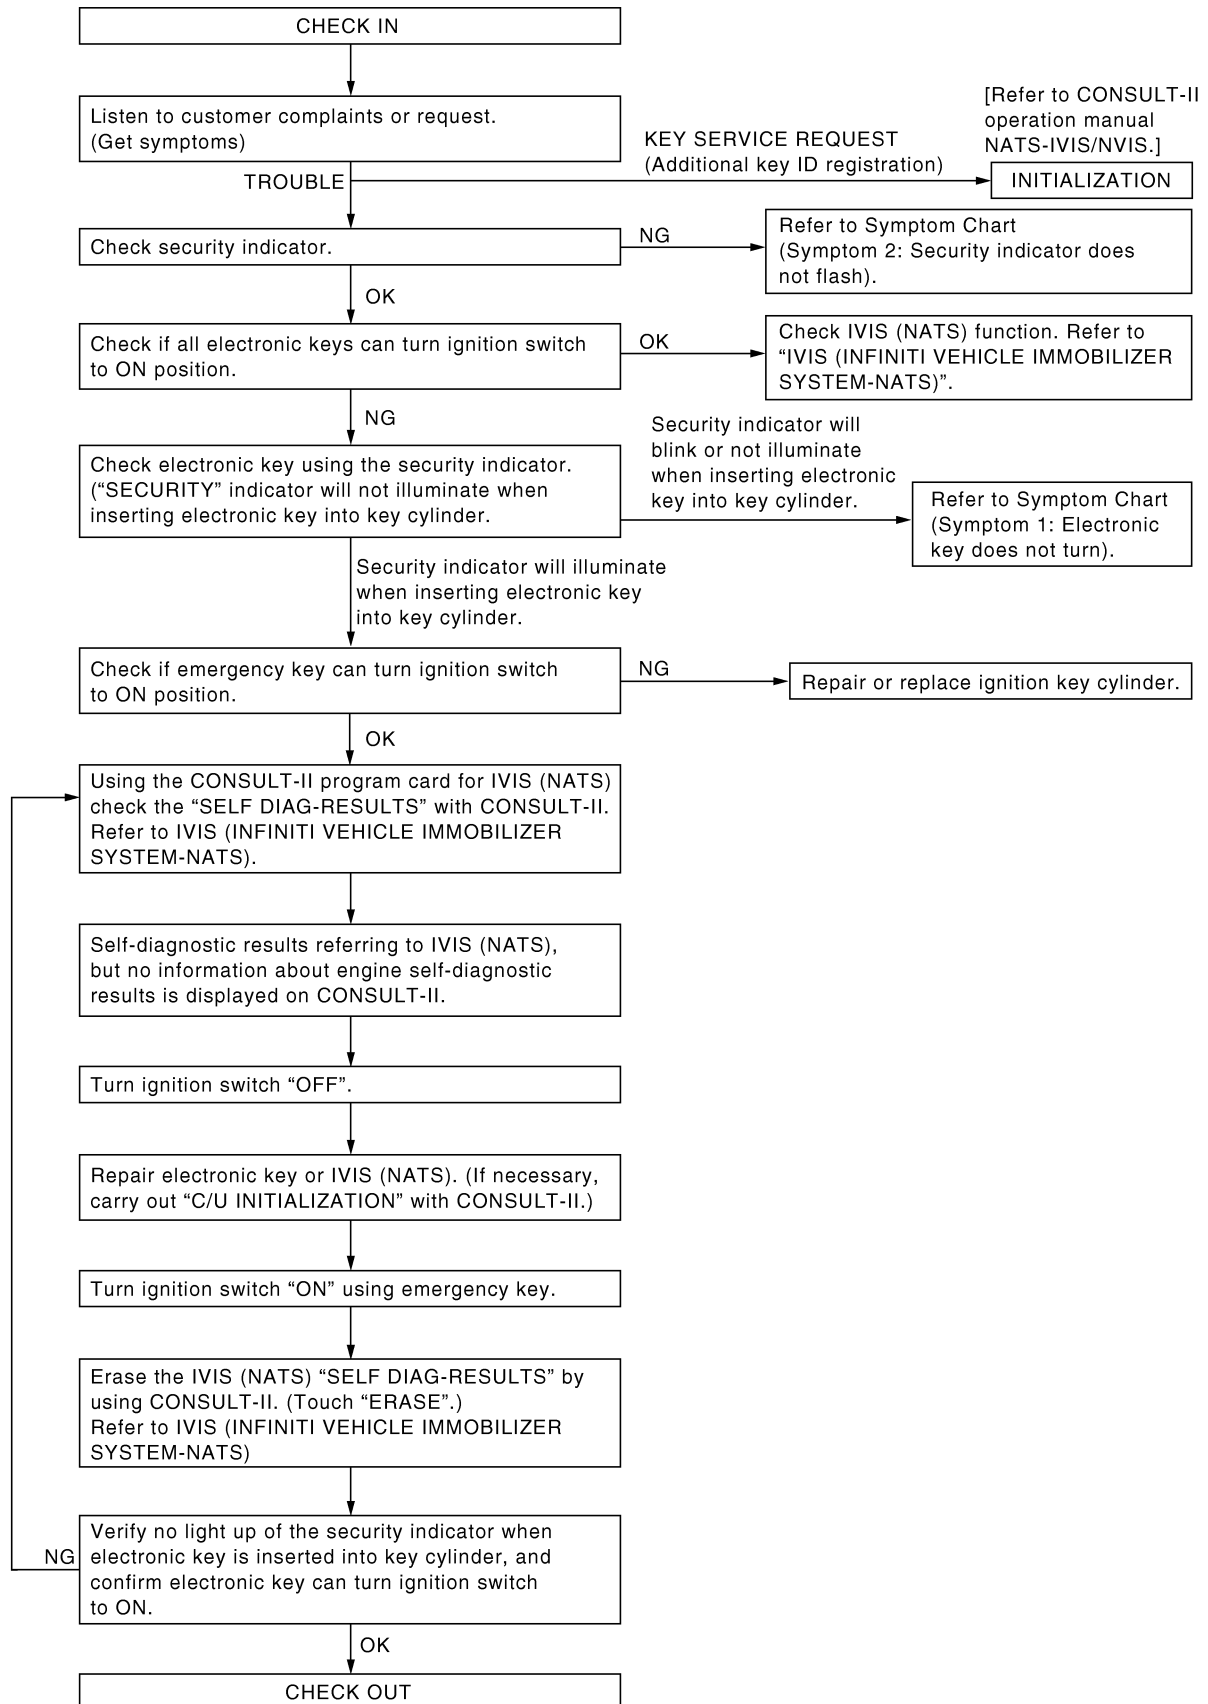 CHECK IN
Listen to customer complaints or request.
(Get symptoms)
[Refer to CONSULT-II
operation manual
NATS-IVIS/NVIS.]
KEY SERVICE REQUEST
(Additional key ID registration)
TROUBLE
INITIALIZATION
Check security indicator.
NG
Refer to Symptom Chart
(Symptom 2: Security indicator does
not flash).
OK
Check if all electronic keys can turn ignition switch
to ON position.
OK
Check IVIS (NATS) function. Refer to
“IVIS (INFINITI VEHICLE IMMOBILIZER
SYSTEM-NATS)”.
NG
Check electronic key using the security indicator.
(“SECURITY” indicator will not illuminate when
inserting electronic key into key cylinder.
Security indicator will
blink or not illuminate
when inserting electronic
key into key cylinder.
Refer to Symptom Chart
(Symptom 1: Electronic
key does not turn).
Security indicator will illuminate
when inserting electronic key
into key cylinder.
Check if emergency key can turn ignition switch
to ON position.
NG
Repair or replace ignition key cylinder.
OK
Using the CONSULT-II program card for IVIS (NATS)
check the “SELF DIAG-RESULTS” with CONSULT-II.
Refer to IVIS (INFINITI VEHICLE IMMOBILIZER
SYSTEM-NATS).
Self-diagnostic results referring to IVIS (NATS),
but no information about engine self-diagnostic
results is displayed on CONSULT-II.
Turn ignition switch “OFF”.
Repair electronic key or IVIS (NATS). (If necessary,
carry out “C/U INITIALIZATION” with CONSULT-II.)
Turn ignition switch “ON” using emergency key.
Erase the IVIS (NATS) “SELF DIAG-RESULTS” by
using CONSULT-II. (Touch “ERASE”.)
Refer to IVIS (INFINITI VEHICLE IMMOBILIZER
SYSTEM-NATS)
Verify no light up of the security indicator when
electronic key is inserted into key cylinder, and
confirm electronic key can turn ignition switch
to ON.
NG
OK
CHECK OUT